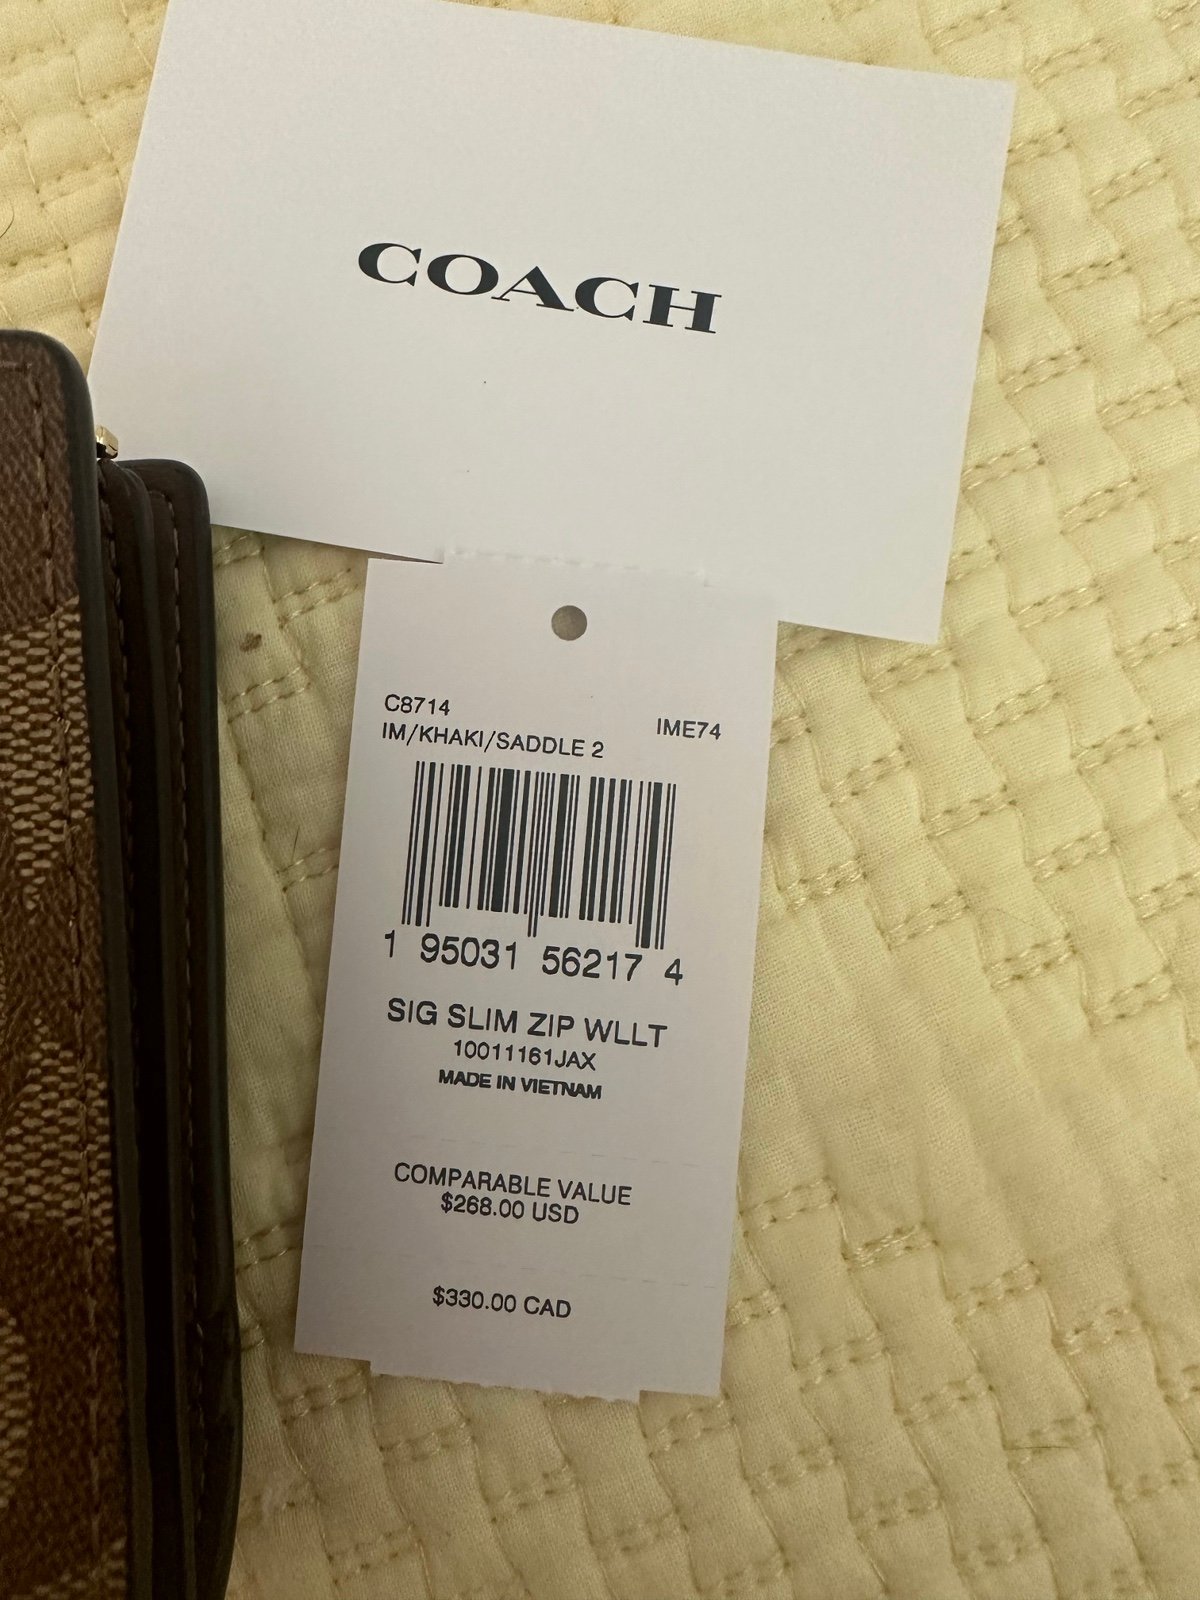 COACH
C8714
IM/KHAKI/SADDLE 2
IME74
1 95031 56217 4
SIG SLIM ZIP WLLT
10011161JAX
MADE IN VIETNAM
COMPARABLE VALUE
$268.00 USD
$330.00 CAD